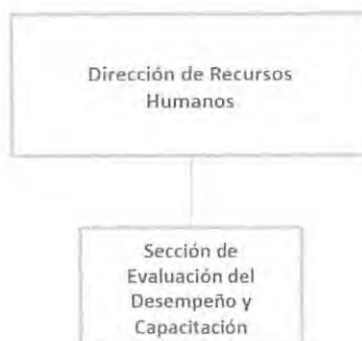 Dirección de Recursos
Humanos
Sección de
Evaluación del
Desempeño y
Capacitación